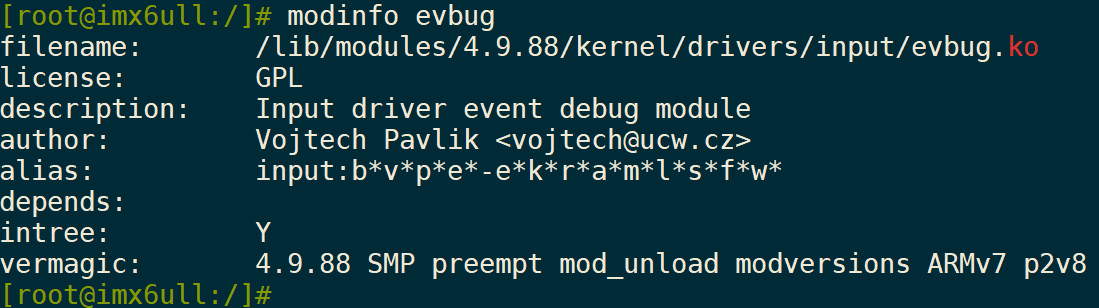 [root@imx6ull:/]# modinfo evbug
filename:       /lib/modules/4.9.88/kernel/drivers/input/evbug.ko
license:        GPL
description:    Input driver event debug module
author:         Vojtech Pavlik <vojtech@ucw.cz>
alias:          input:b*v*p*e*-e*k*r*a*m*l*s*f*w*
depends:
intree:         Y
vermagic:       4.9.88 SMP preempt mod_unload modversions ARMv7 p2v8
[root@imx6ull:/]#